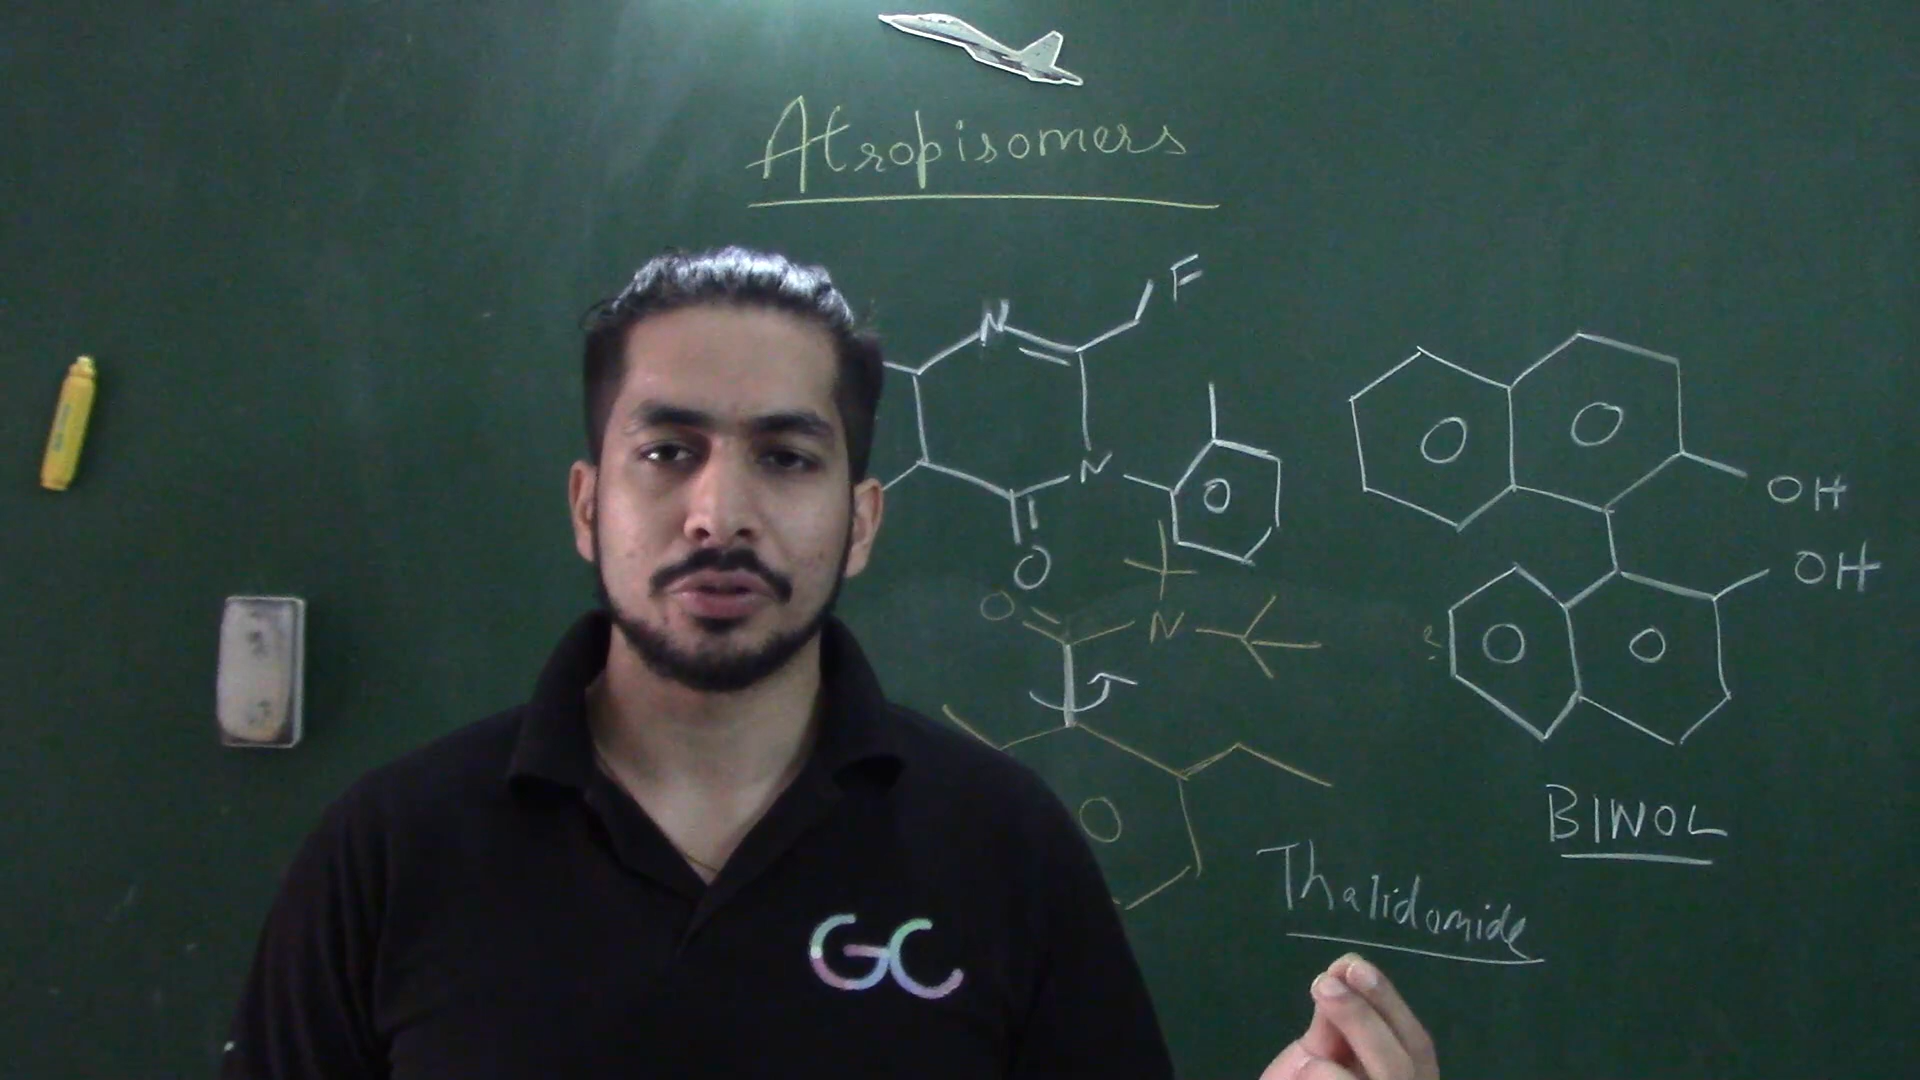 Atropisomers
F
N
N
O
O
N
OH
OH
BINOL
Thalidomide
GC